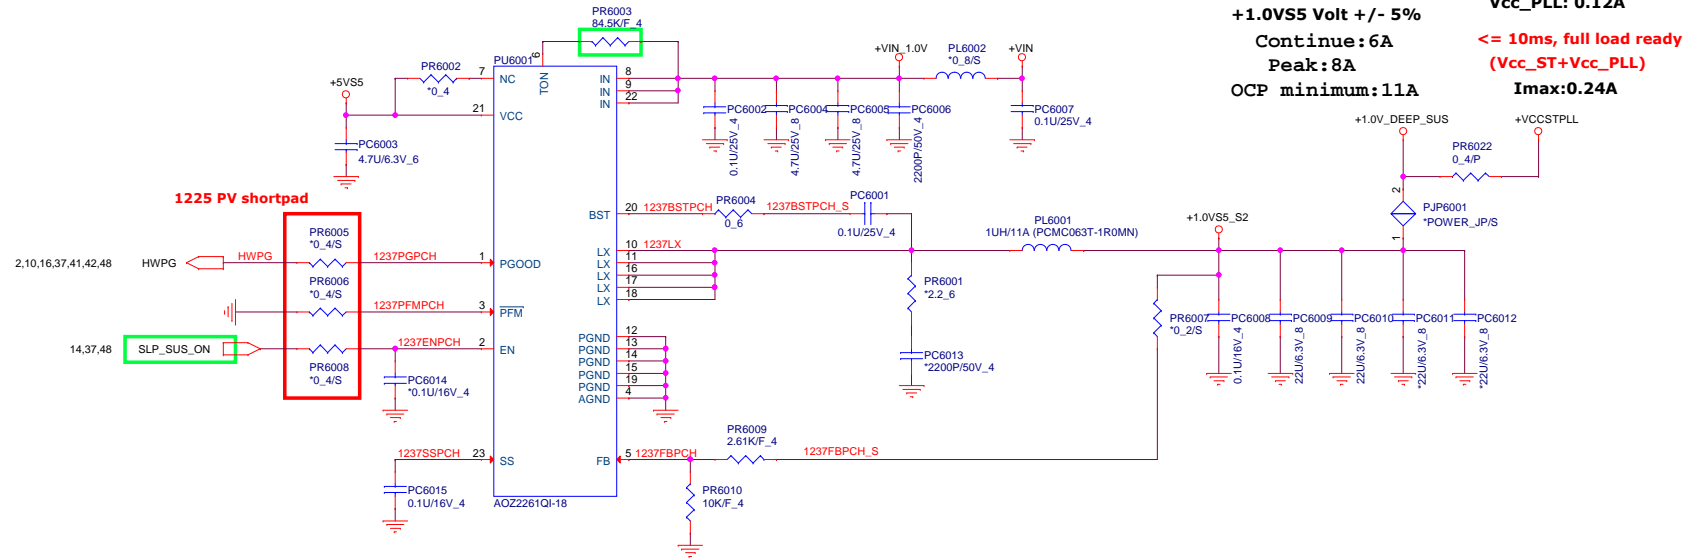 PR6003
84.5K/F_4
+1.0VS5 Volt +/- 5%
Continue:6A
Peak:8A
OCP minimum:11A
Vcc_PLL: 0.12A
<= 10ms, full load ready
(Vcc_ST+Vcc_PLL)
Imax:0.24A
+VIN_1.0V
PL6002
*0_8/S
+VIN
PU6001
6
TON
PR6002
*0_4
7
NC
IN
8
IN
9
IN
22
+5VS5
21
VCC
PC6003
4.7U/6.3V_6
PC6002
0.1U/25V_4
PC6004
4.7U/25V_8
PC6005
4.7U/25V_8
PC6006
2200P/50V_4
PC6007
0.1U/25V_4
+1.0V_DEEP_SUS
+VCCSTPLL
PR6022
0_4/P
2
PJP6001
*POWER_JP/S
1
1225 PV shortpad
BST
20
1237BSTPCH
PR6004
0_6
1237BSTPCH_S
PC6001
0.1U/25V_4
+1.0VS5_S2
PL6001
1UH/11A (PCMC063T-1R0MN)
LX
10
1237LX
LX
11
LX
16
LX
17
LX
18
2,10,16,37,41,42,48
HWPG
HWPG
PR6005
*0_4/S
1237PGPCH
1
PGOOD
PR6006
*0_4/S
1237PFMPCH
3
PFM
14,37,48
SLP_SUS_ON
PR6008
*0_4/S
1237ENPCH
2
EN
PC6014
*0.1U/16V_4
PR6001
*2.2_6
PC6013
*2200P/50V_4
PGND
12
PGND
13
PGND
14
PGND
15
PGND
19
AGND
4
PR6007
*0_2/S
PC6008
0.1U/16V_4
PC6009
22U/6.3V_8
PC6010
22U/6.3V_8
PC6011
*22U/6.3V_8
PC6012
*22U/6.3V_8
1237SSPCH
23
SS
PC6015
0.1U/16V_4
FB
5
1237FBPCH
PR6009
2.61K/F_4
1237FBPCH_S
PR6010
10K/F_4
AOZ2261QI-18